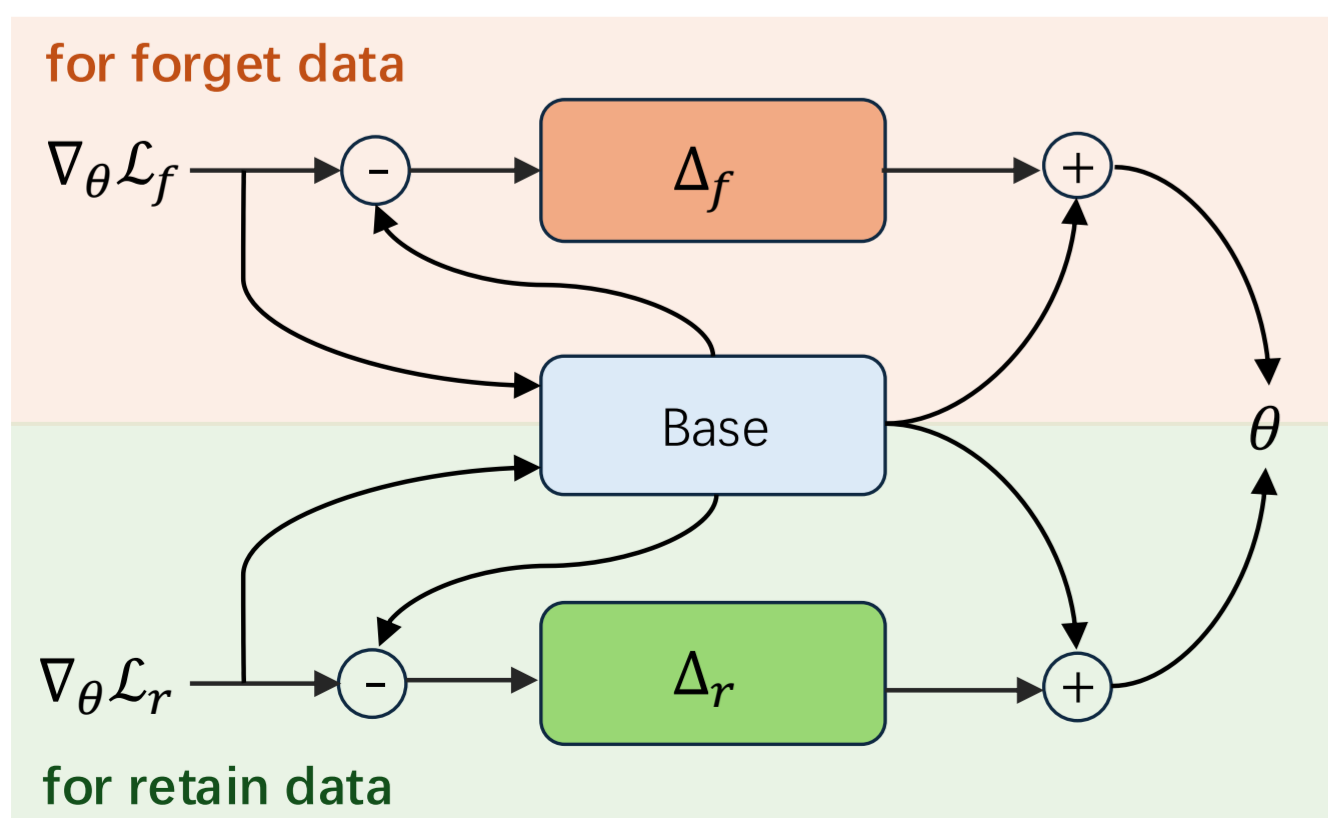 for forget data
∇θℒf
-
Δf
+
Base
θ
∇θℒr
-
Δr
+
for retain data